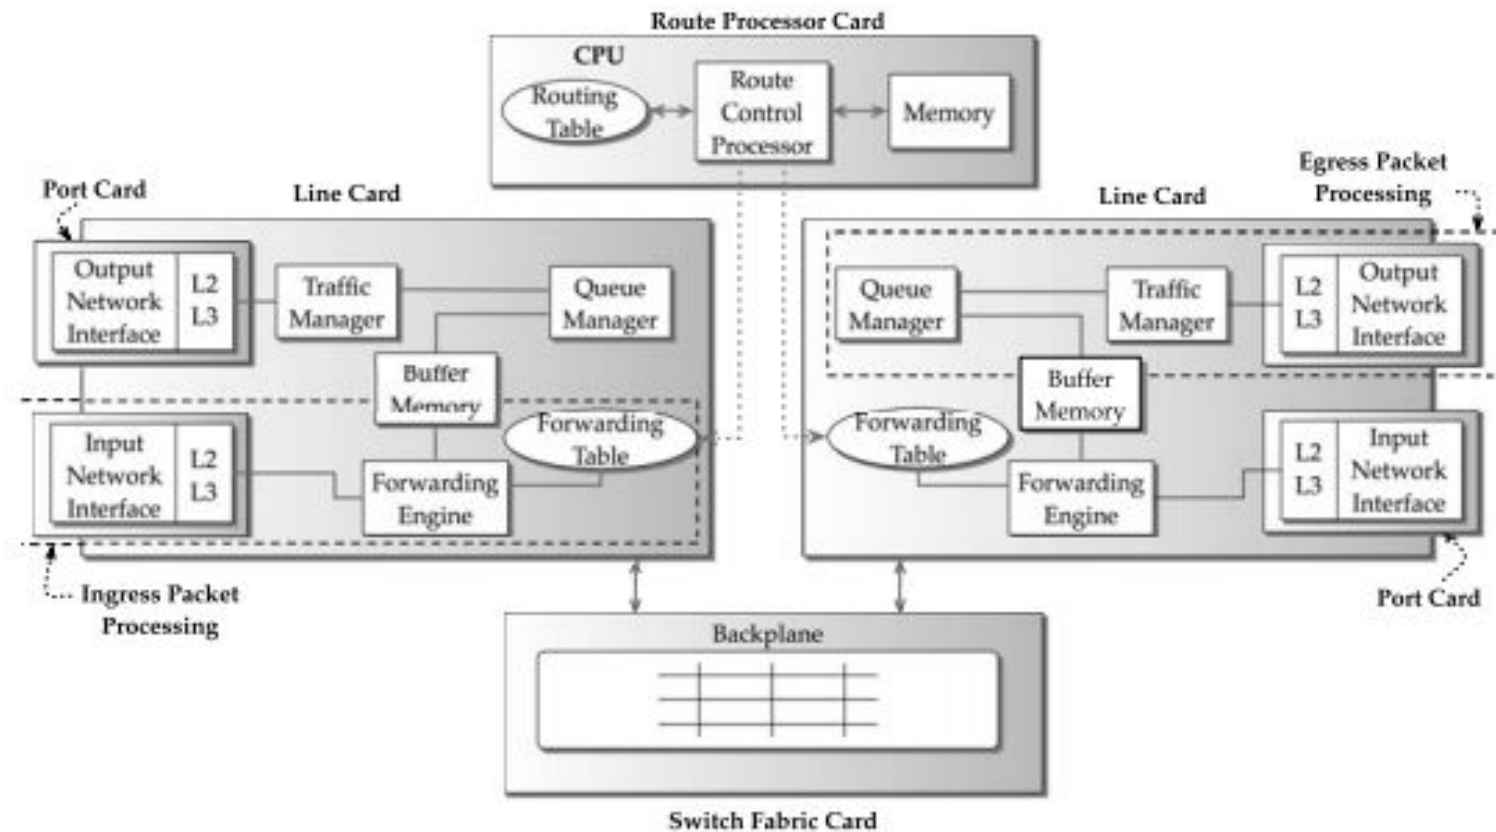 Route Processor Card
CPU
Routing
Table
Route
Control
Processor
Memory
Port Card
Line Card
Output
Network
Interface
L2
L3
Traffic
Manager
Queue
Manager
Buffer
Memory
Input
Network
Interface
L2
L3
Forwarding
Engine
Forwarding
Table
Ingress Packet
Processing
Line Card
Egress Packet
Processing
Queue
Manager
Traffic
Manager
L2
L3
Output
Network
Interface
Buffer
Memory
Forwarding
Table
Forwarding
Engine
L2
L3
Input
Network
Interface
Port Card
Backplane
Switch Fabric Card